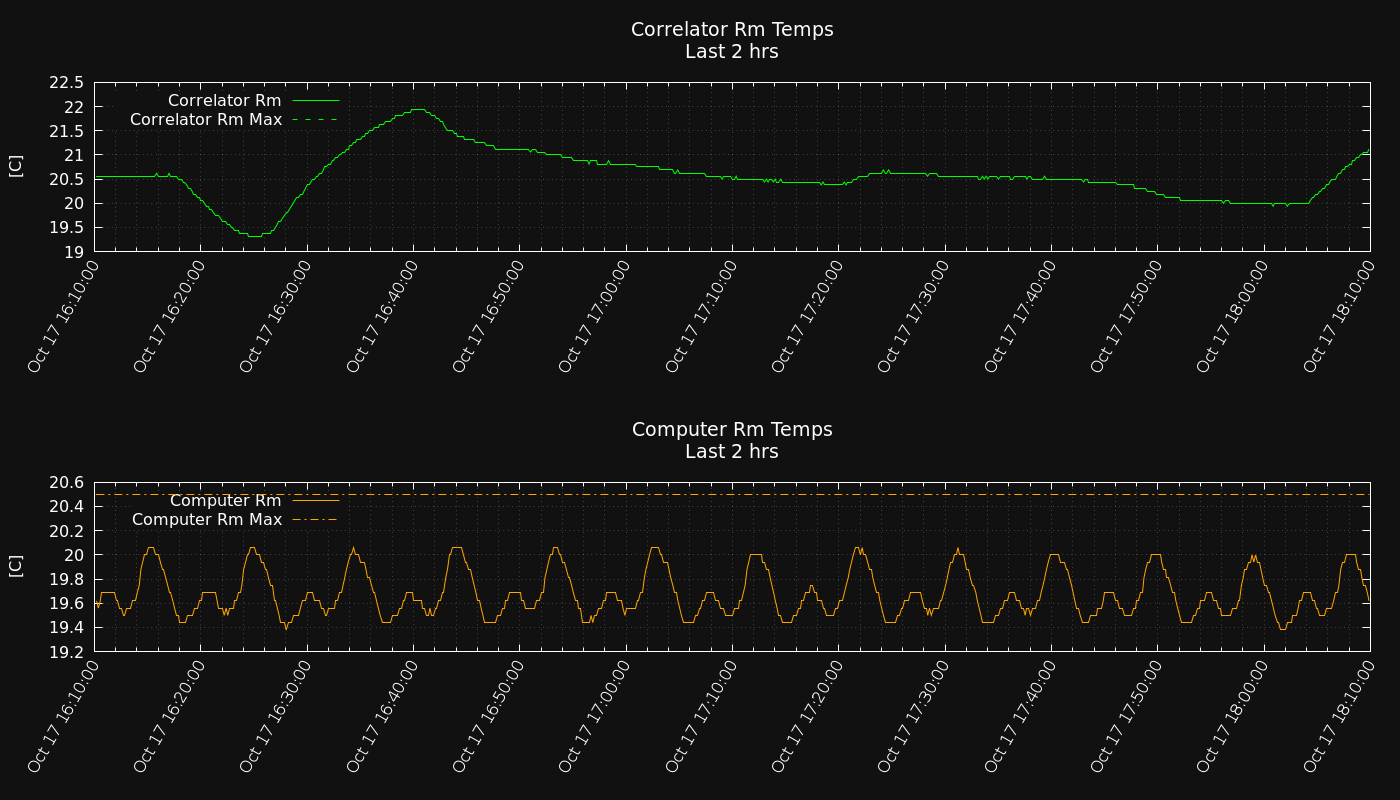 Correlator Rm Temps
Last 2 hrs
22.5
22
21.5
21
20.5
20
19.5
19
[C]
Correlator Rm
Correlator Rm Max
Oct 17 16:10:00
Oct 17 16:20:00
Oct 17 16:30:00
Oct 17 16:40:00
Oct 17 16:50:00
Oct 17 17:00:00
Oct 17 17:10:00
Oct 17 17:20:00
Oct 17 17:30:00
Oct 17 17:40:00
Oct 17 17:50:00
Oct 17 18:00:00
Oct 17 18:10:00
Computer Rm Temps
Last 2 hrs
20.6
20.4
20.2
20
19.8
19.6
19.4
19.2
[C]
Computer Rm
Computer Rm Max
Oct 17 16:10:00
Oct 17 16:20:00
Oct 17 16:30:00
Oct 17 16:40:00
Oct 17 16:50:00
Oct 17 17:00:00
Oct 17 17:10:00
Oct 17 17:20:00
Oct 17 17:30:00
Oct 17 17:40:00
Oct 17 17:50:00
Oct 17 18:00:00
Oct 17 18:10:00